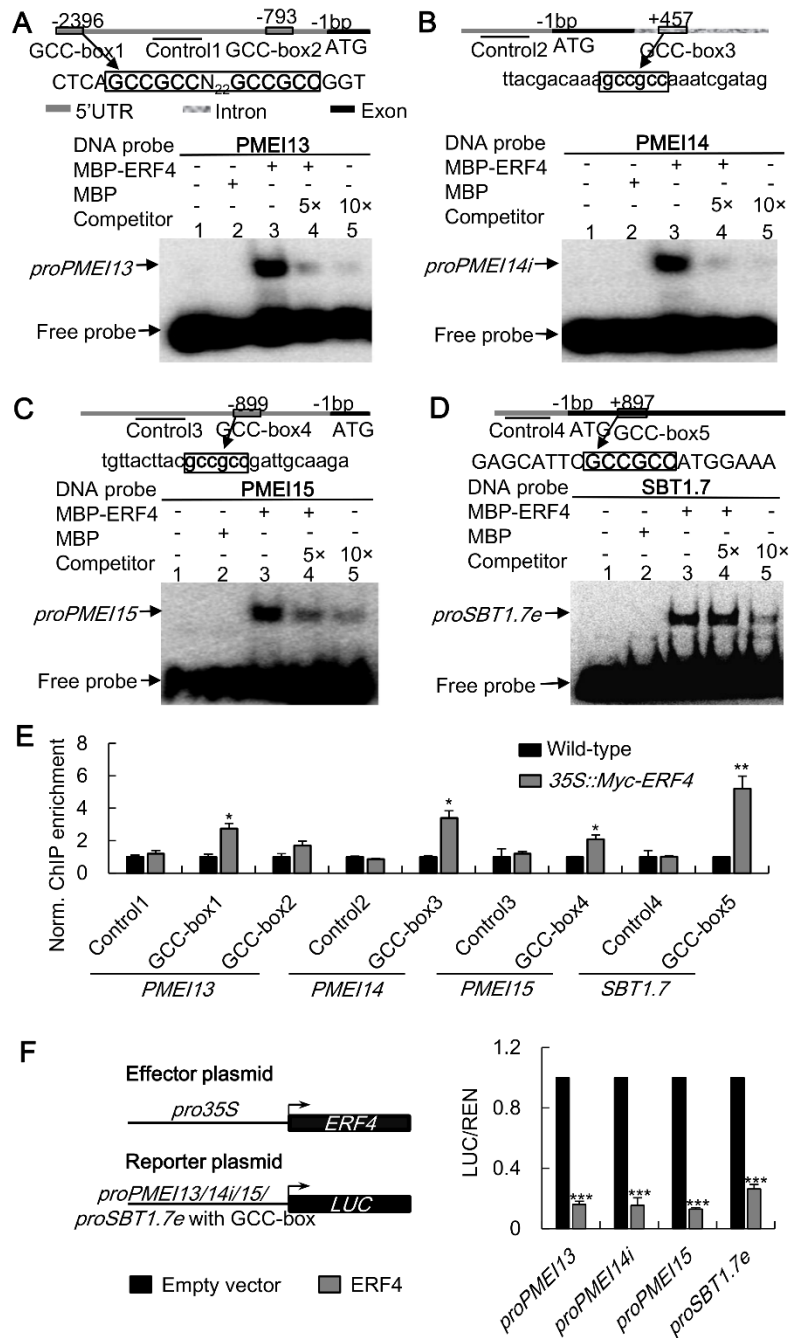 A
-2396 -793 -1bp
GCC-box1 Control1 GCC-box2 ATG
CTCAGCCGCCN22GCCGCCGGT
5'UTR Intron Exon
DNA probe PMEI13
MBP-ERF4 - - + + -
MBP - + - - -
Competitor - - - 5× 10×
1 2 3 4 5
proPMEI13
Free probe
B
-1bp +457
Control2 ATG GCC-box3
ttacgacaaagccgccaaatcgatag
DNA probe PMEI14
MBP-ERF4 - - + + -
MBP - + - - -
Competitor - - - 5× 10×
1 2 3 4 5
proPMEI14i
Free probe
C
-899 -1bp
Control3 GCC-box4 ATG
tgttacttacgccgccgattgcaaga
DNA probe PMEI15
MBP-ERF4 - - + + -
MBP - + - - -
Competitor - - - 5× 10×
1 2 3 4 5
proPMEI15
Free probe
D
-1bp +897
Control4 ATG GCC-box5
GAGCATTCGCCGCCATGGAAA
DNA probe SBT1.7
MBP-ERF4 - - + + -
MBP - + - - -
Competitor - - - 5× 10×
1 2 3 4 5
proSBT1.7e
Free probe
E
Norm. ChIP enrichment
8
6
4
2
0
Wild-type
35S::Myc-ERF4
* * * **
Control1 GCC-box1 GCC-box2 Control2 GCC-box3 Control3 GCC-box4 Control4 GCC-box5
PMEI13 PMEI14 PMEI15 SBT1.7
F
Effector plasmid
pro35S
ERF4
Reporter plasmid
proPMEI13/14i/15/
proSBT1.7e with GCC-box
LUC
Empty vector ERF4
LUC/REN
1.2
0.8
0.4
0
*** *** *** ***
proPMEI13 proPMEI14i proPMEI15 proSBT1.7e